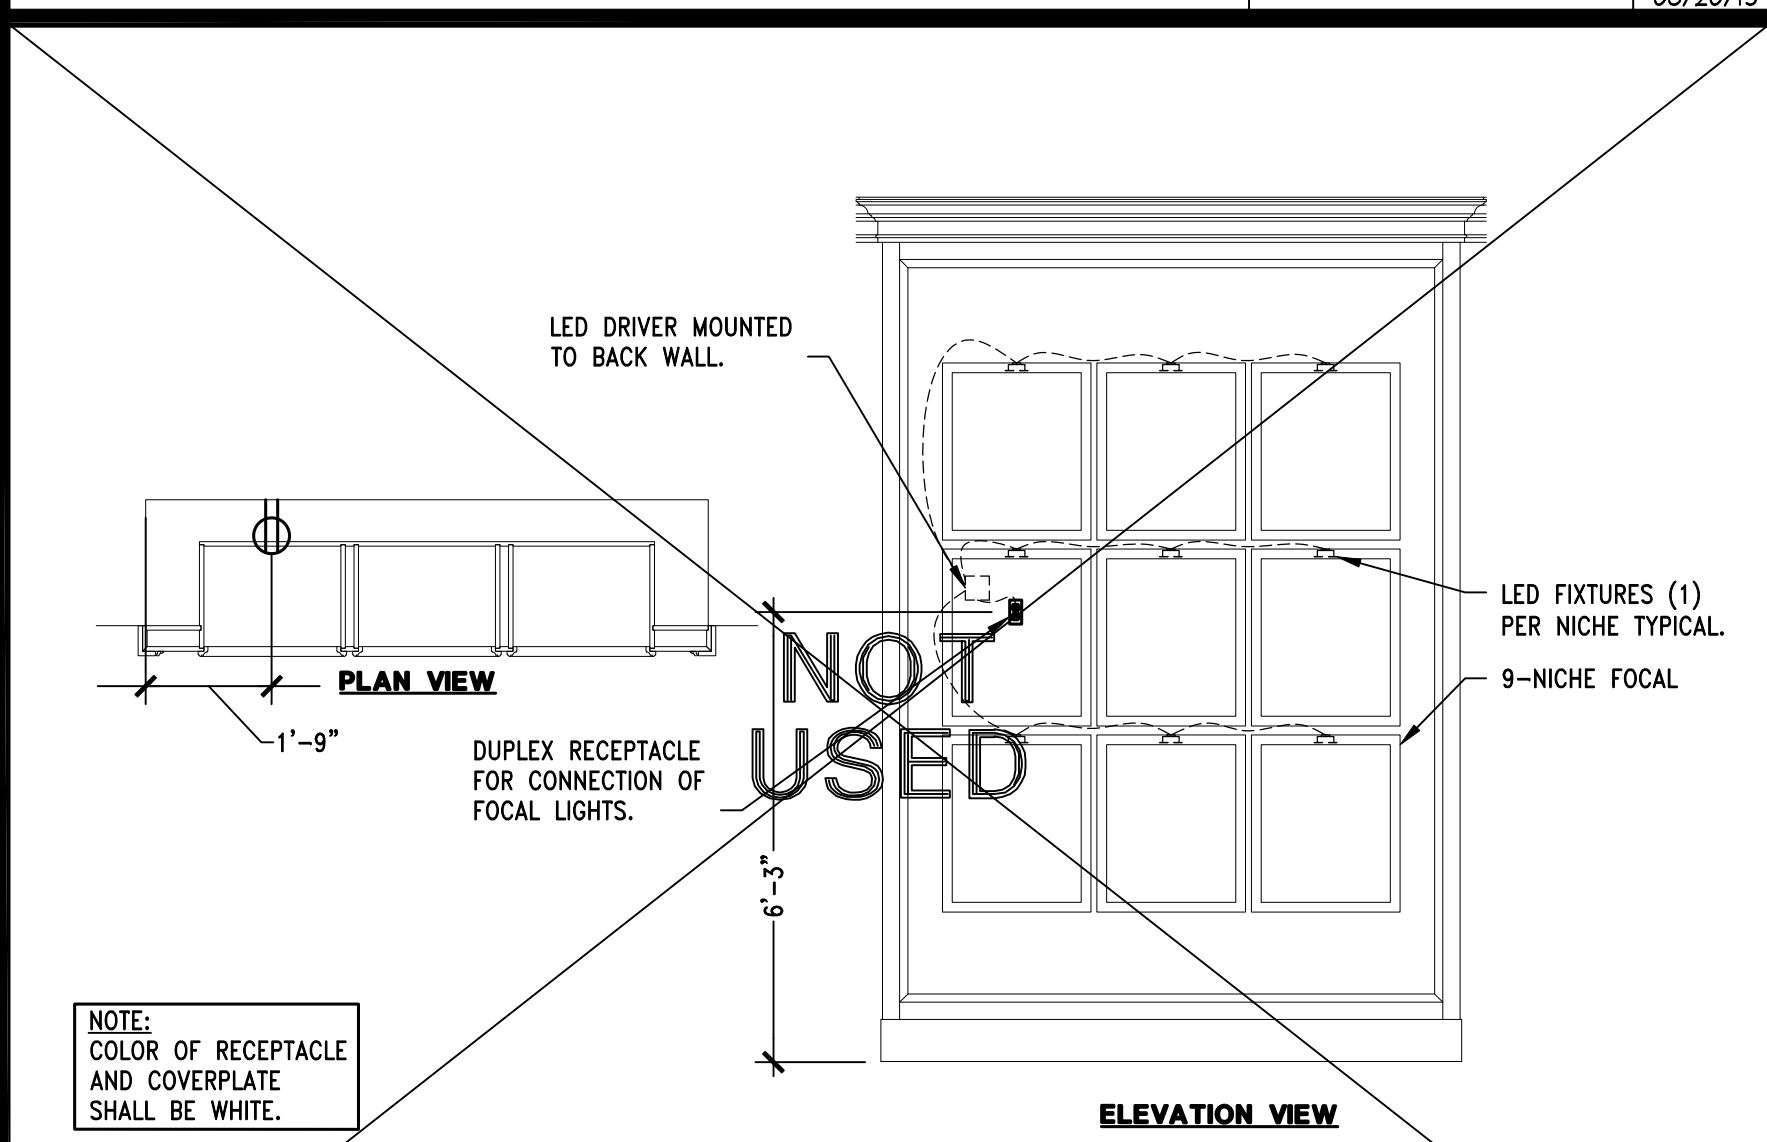 LED DRIVER MOUNTED
TO BACK WALL.
LED FIXTURES (1)
PER NICHE TYPICAL.
9-NICHE FOCAL
NOT
USED
PLAN VIEW
1'-9"
DUPLEX RECEPTACLE
FOR CONNECTION OF
FOCAL LIGHTS.
6'-3"
NOTE:
COLOR OF RECEPTACLE
AND COVERPLATE
SHALL BE WHITE.
ELEVATION VIEW